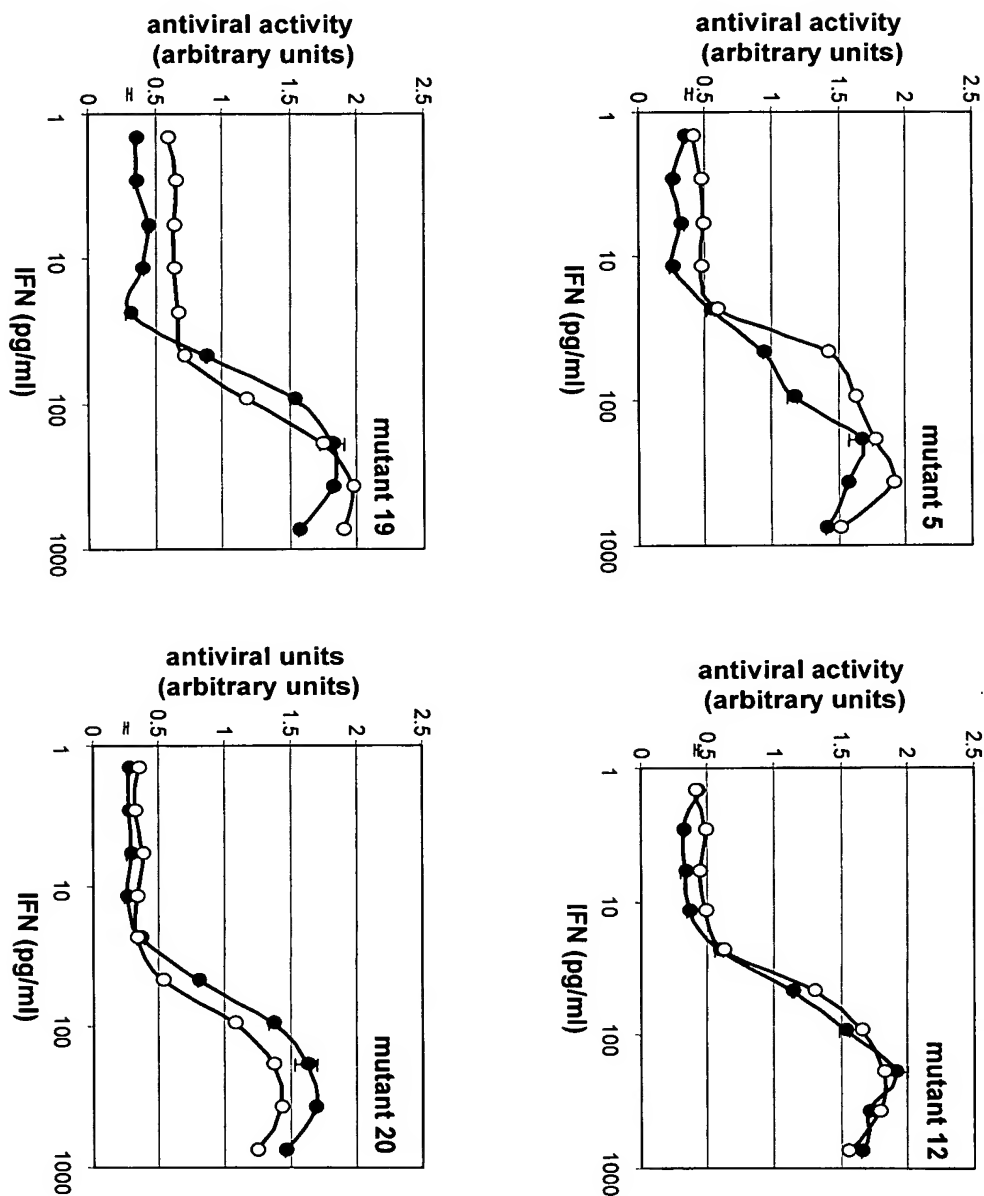 mutant 5
antiviral activity
(arbitrary units)
2.5
2
1.5
1
0.5
0
1
10
100
1000
IFN (pg/ml)
mutant 12
antiviral activity
(arbitrary units)
2.5
2
1.5
1
0.5
0
1
10
100
1000
IFN (pg/ml)
mutant 19
antiviral activity
(arbitrary units)
2.5
2
1.5
1
0.5
0
1
10
100
1000
IFN (pg/ml)
mutant 20
antiviral units
(arbitrary units)
2.5
2
1.5
1
0.5
0
1
10
100
1000
IFN (pg/ml)